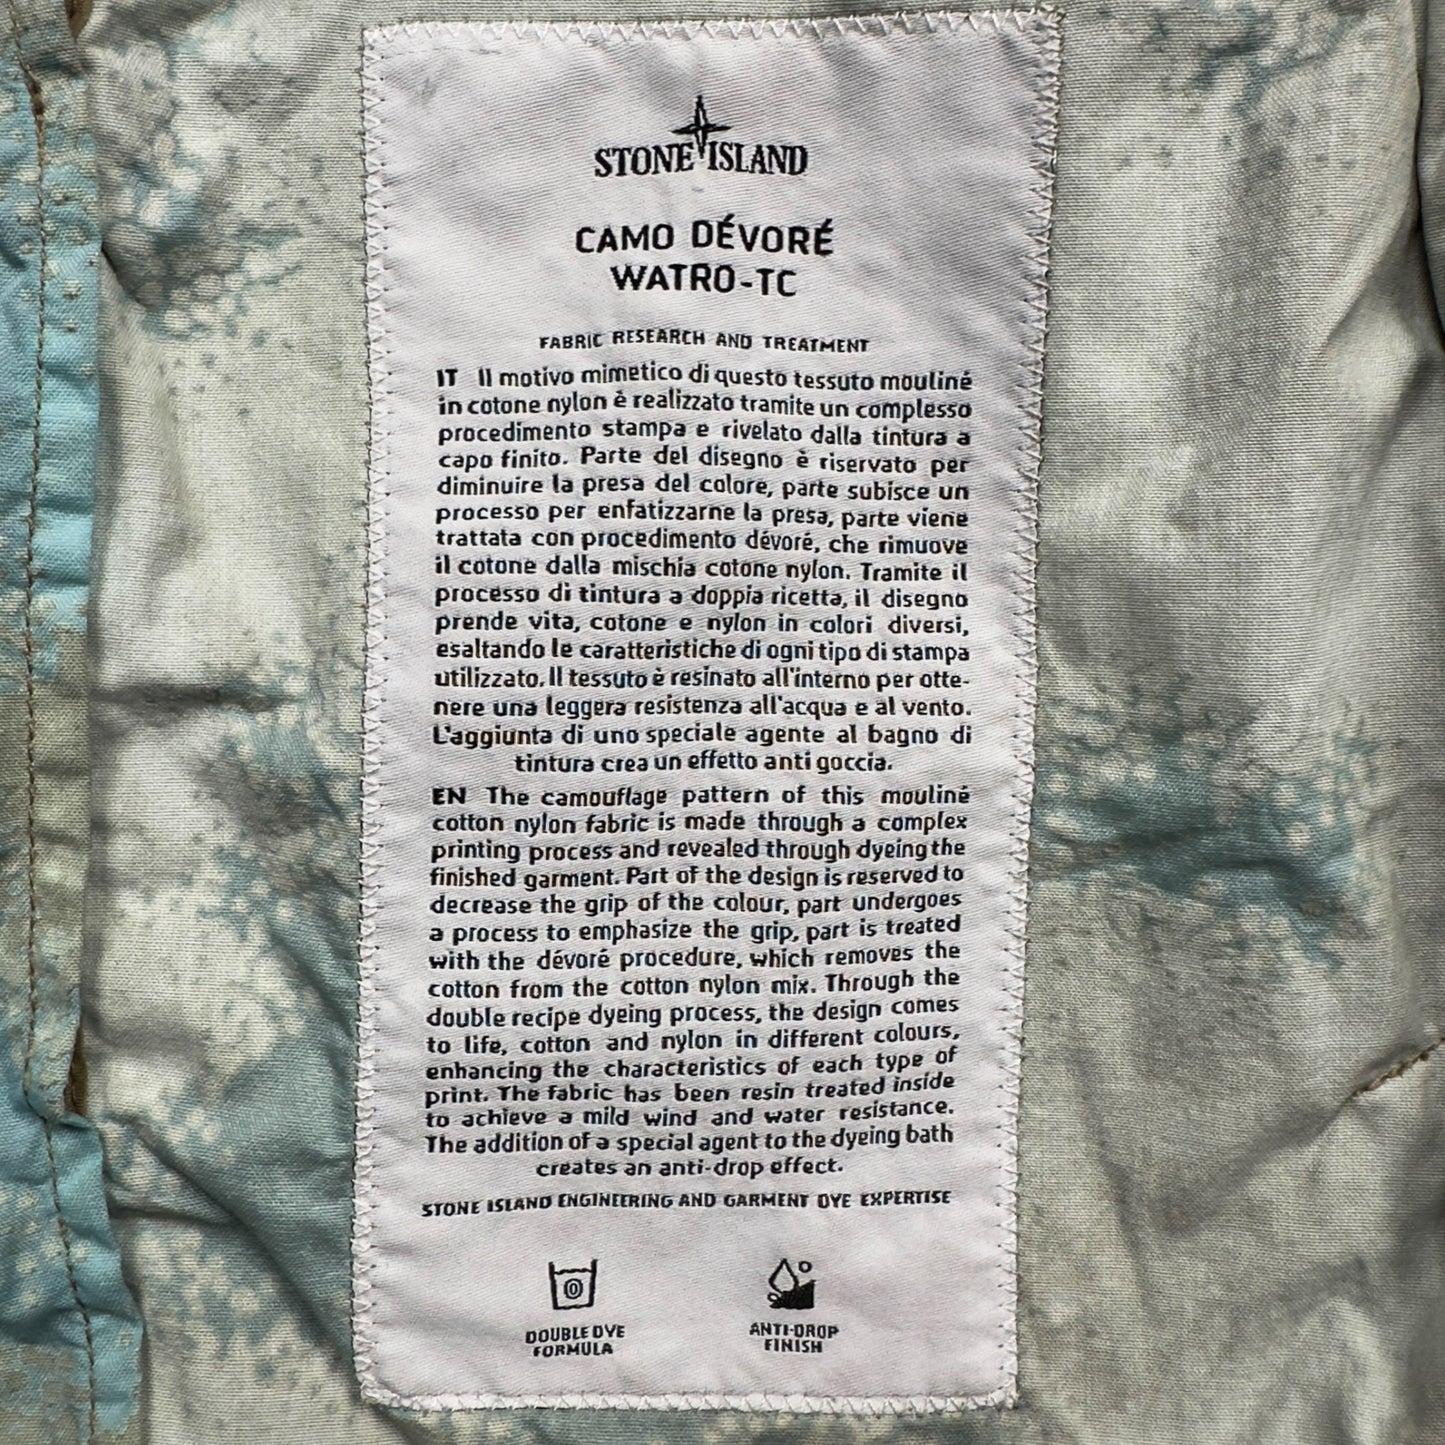 STONE ISLAND
CAMO DÉVORÉ
WATRO-TC
FABRIC RESEARCH AND TREATMENT
IT Il motivo mimetico di questo tessuto mouliné
in cotone nylon è realizzato tramite un complesso
procedimento stampa e rivelato dalla tintura a
capo finito. Parte del disegno è riservato per
diminuire la presa del colore, parte subisce un
processo per enfatizzarne la presa, parte viene
trattata con procedimento dévoré, che rimuove
il cotone dalla mischia cotone nylon. Tramite il
processo di tintura a doppia ricetta, il disegno
prende vita, cotone e nylon in colori diversi,
esaltando le caratteristiche di ogni tipo di stampa
utilizzato. Il tessuto è resinato all'interno per otte-
nere una leggera resistenza all'acqua e al vento.
L'aggiunta di uno speciale agente al bagno di
tintura crea un effetto anti goccia.
EN The camouflage pattern of this mouliné
cotton nylon fabric is made through a complex
printing process and revealed through dyeing the
finished garment. Part of the design is reserved to
decrease the grip of the colour, part undergoes
a process to emphasize the grip, part is treated
with the dévoré procedure, which removes the
cotton from the cotton nylon mix. Through the
double recipe dyeing process, the design comes
to life, cotton and nylon in different colours,
enhancing the characteristics of each type of
print. The fabric has been resin treated inside
to achieve a mild wind and water resistance.
The addition of a special agent to the dyeing bath
creates an anti-drop effect.
STONE ISLAND ENGINEERING AND GARMENT DYE EXPERTISE
DOUBLE DYE
FORMULA
ANTI-DROP
FINISH